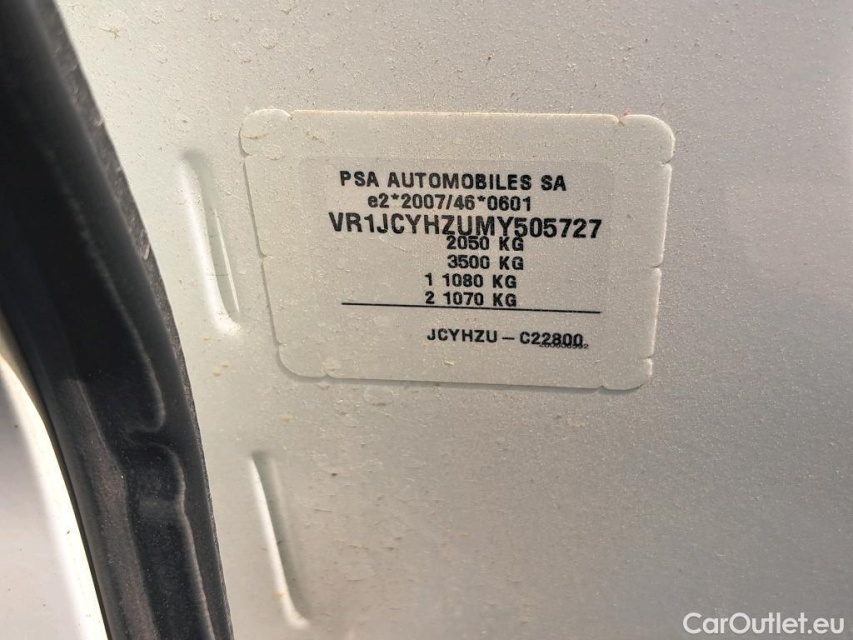 PSA AUTOMOBILES SA
e2*2007/46*0601
VR1JCYHZUMY505727
2050 KG
3500 KG
1 1080 KG
2 1070 KG
JCYHZU - C22800
CarOutlet.eu